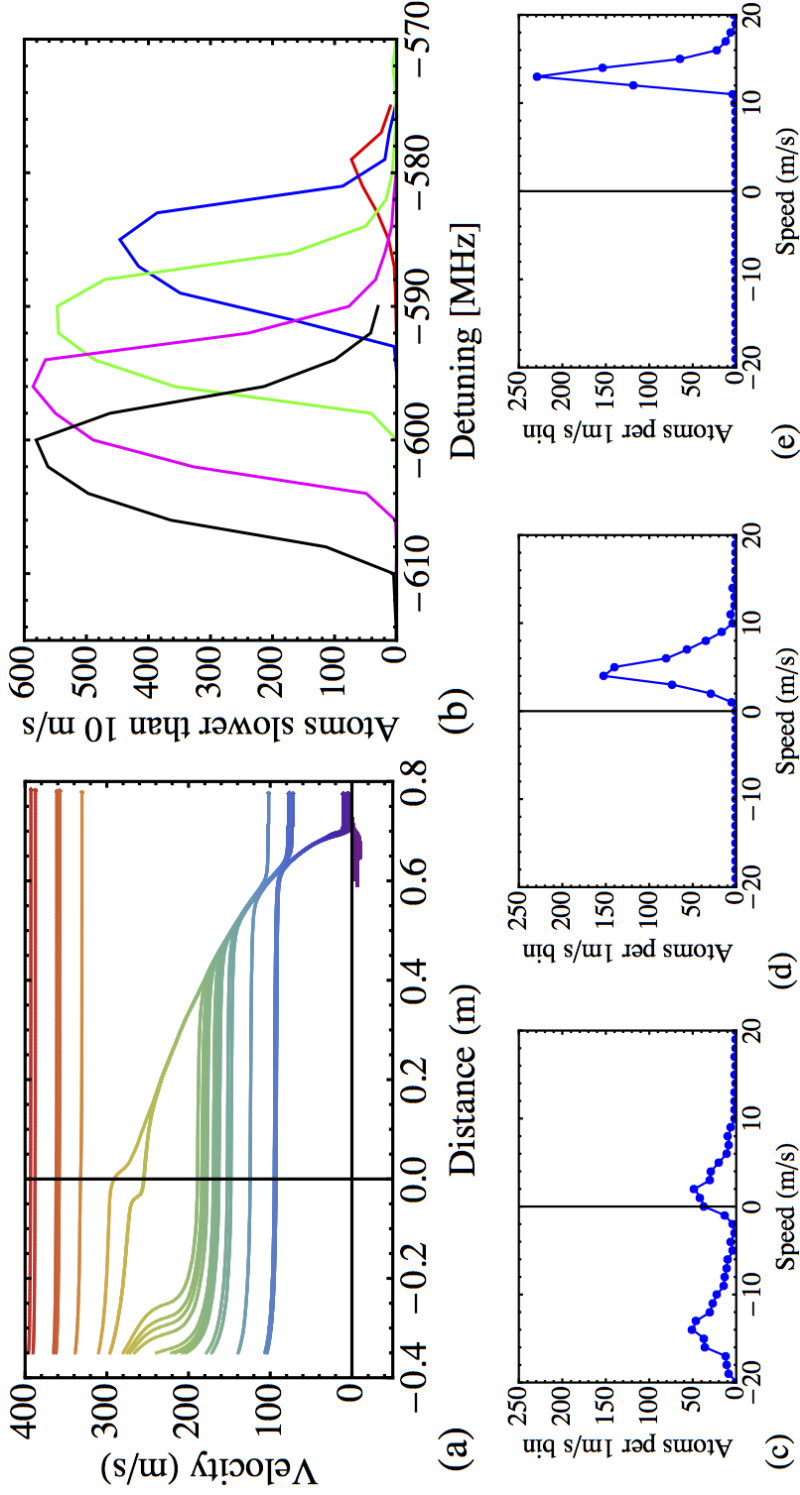 Velocity (m/s)
400
300
200
100
0
−0.4 −0.2 0.0 0.2 0.4 0.6 0.8
Distance (m)
(a)
Atoms slower than 10 m/s
600
500
400
300
200
100
0
−610 −600 −590 −580 −570
Detuning [MHz]
(b)
Atoms per 1m/s bin
250
200
150
100
50
0
−20 −10 0 10 20
Speed (m/s)
(c)
Atoms per 1m/s bin
250
200
150
100
50
0
−20 −10 0 10 20
Speed (m/s)
(d)
Atoms per 1m/s bin
250
200
150
100
50
0
−20 −10 0 10 20
Speed (m/s)
(e)